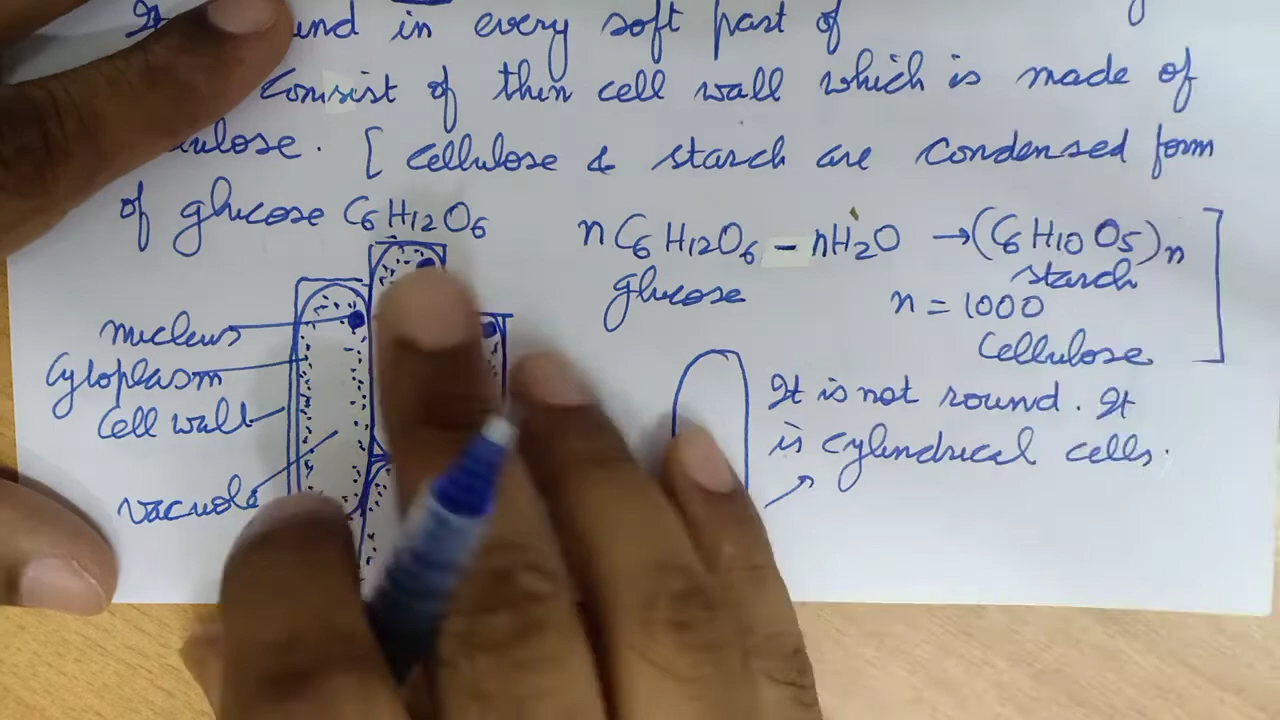 in every soft part of
Consist of thin cell wall which is made of
[ cellulose & starch are condensed form
of glucose C6H12O6
nC6H12O6 - nH2O → (C6H10O5)n ]
glucose
starch
n = 1000
cellulose
nucleus
cytoplasm
cell wall
vacuole
It is not round. It
is cylindrical cells.